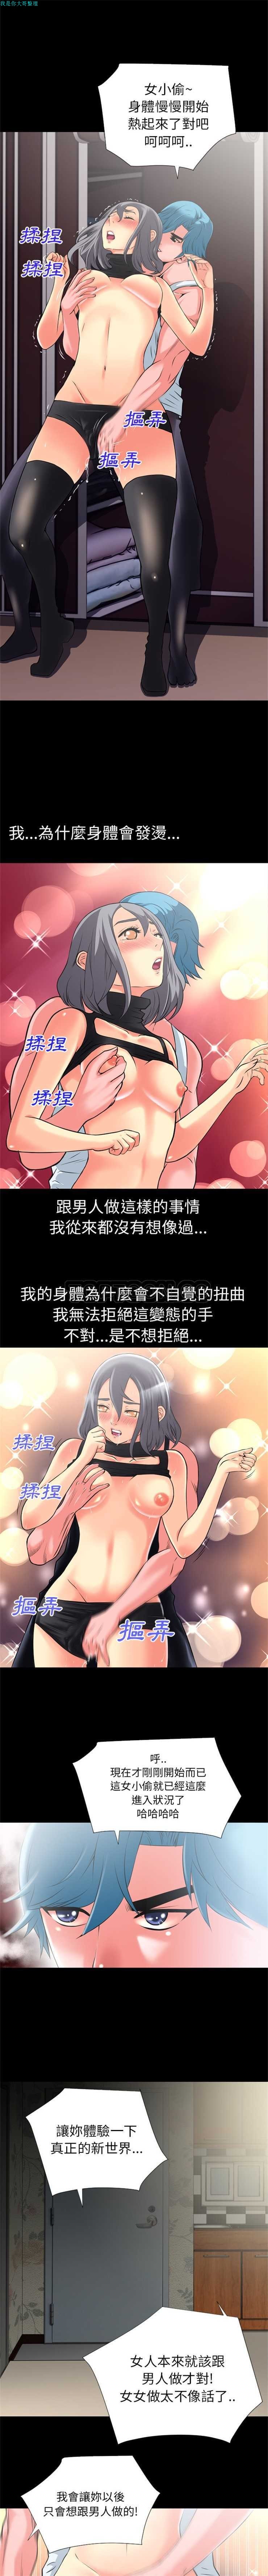 我是你大哥整理
女小偷~
身體慢慢開始
熱起來了對吧
呵呵呵..
揉捏
揉捏
摳弄
摳弄
我...為什麼身體會發燙...
揉捏
揉捏
跟男人做這樣的事情
我從來都沒有想像過...
我的身體為什麼會不自覺的扭曲
我無法拒絕這變態的手
不對...是不想拒絕...
揉捏
揉捏
摳弄
摳弄
呼..
現在才剛剛開始而已
這女小偷就已經這麼
進入狀況了
哈哈哈哈
讓妳體驗一下
真正的新世界...
女人本來就該跟
男人做才對!
女女做太不像話了..
我會讓妳以後
只會想跟男人做的!